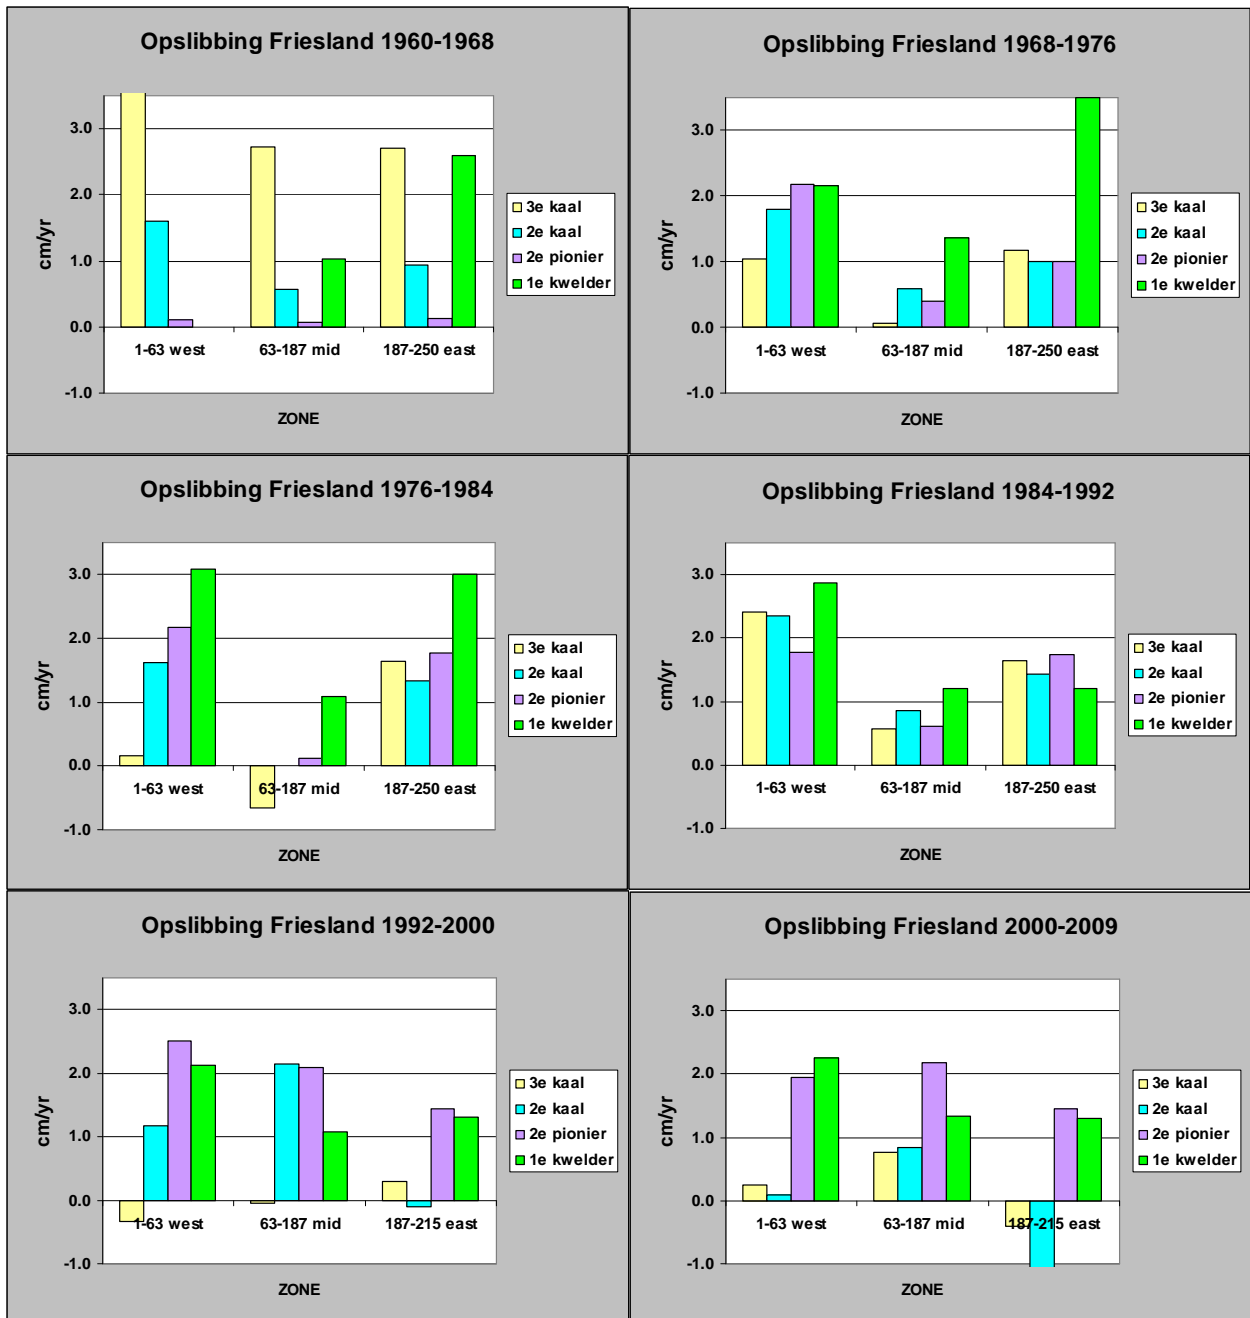 Opslibbing Friesland 1960-1968
cm/yr
3.0
2.0
1.0
0.0
-1.0
1-63 west
63-187 mid
187-250 east
ZONE
3e kaal
2e kaal
2e pionier
1e kwelder
Opslibbing Friesland 1968-1976
cm/yr
3.0
2.0
1.0
0.0
-1.0
1-63 west
63-187 mid
187-250 east
ZONE
3e kaal
2e kaal
2e pionier
1e kwelder
Opslibbing Friesland 1976-1984
cm/yr
3.0
2.0
1.0
0.0
-1.0
1-63 west
63-187 mid
187-250 east
ZONE
3e kaal
2e kaal
2e pionier
1e kwelder
Opslibbing Friesland 1984-1992
cm/yr
3.0
2.0
1.0
0.0
-1.0
1-63 west
63-187 mid
187-250 east
ZONE
3e kaal
2e kaal
2e pionier
1e kwelder
Opslibbing Friesland 1992-2000
cm/yr
3.0
2.0
1.0
0.0
-1.0
1-63 west
63-187 mid
187-215 east
ZONE
3e kaal
2e kaal
2e pionier
1e kwelder
Opslibbing Friesland 2000-2009
cm/yr
3.0
2.0
1.0
0.0
-1.0
1-63 west
63-187 mid
187-215 east
ZONE
3e kaal
2e kaal
2e pionier
1e kwelder